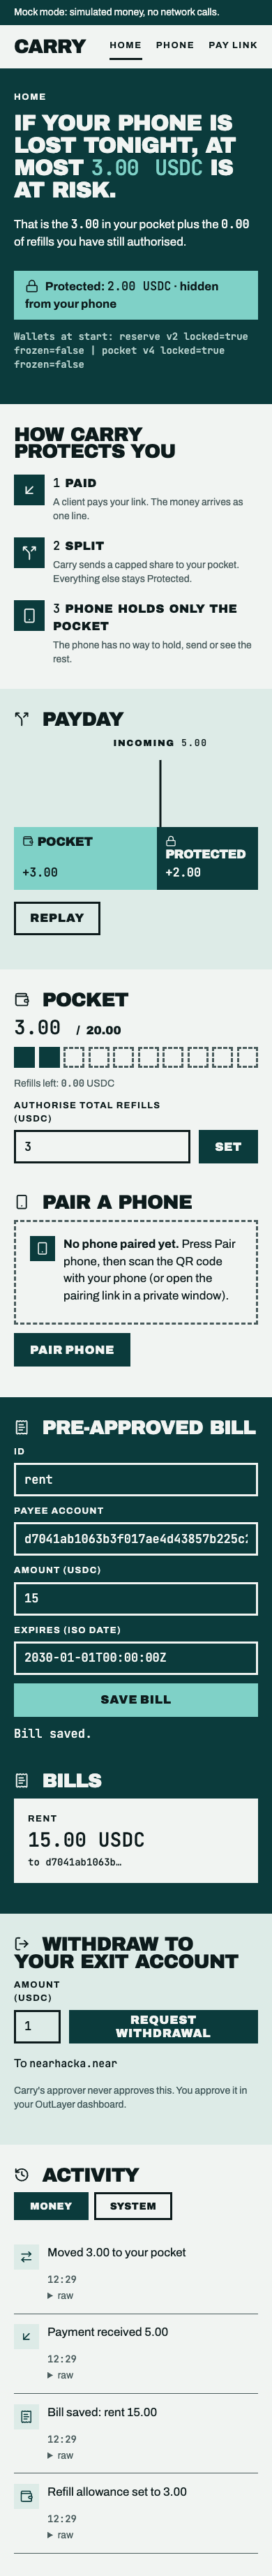 Mock mode: simulated money, no network calls.
CARRY
HOME PHONE PAY LINK
HOME
IF YOUR PHONE IS
LOST TONIGHT, AT
MOST 3.00 USDC IS
AT RISK.
That is the 3.00 in your pocket plus the 0.00
of refills you have still authorised.
Protected: 2.00 USDC · hidden
from your phone
Wallets at start: reserve v2 locked=true
frozen=false | pocket v4 locked=true
frozen=false
HOW CARRY
PROTECTS YOU
1 PAID
A client pays your link. The money arrives as
one line.
2 SPLIT
Carry sends a capped share to your pocket.
Everything else stays Protected.
3 PHONE HOLDS ONLY THE
POCKET
The phone has no way to hold, send or see the
rest.
PAYDAY
INCOMING 5.00
POCKET
+3.00
PROTECTED
+2.00
REPLAY
POCKET
3.00 / 20.00
Refills left: 0.00 USDC
AUTHORISE TOTAL REFILLS
(USDC)
3
SET
PAIR A PHONE
No phone paired yet. Press Pair
phone, then scan the QR code
with your phone (or open the
pairing link in a private window).
PAIR PHONE
PRE-APPROVED BILL
ID
rent
PAYEE ACCOUNT
d7041ab1063b3f017ae4d43857b225c
AMOUNT (USDC)
15
EXPIRES (ISO DATE)
2030-01-01T00:00:00Z
SAVE BILL
Bill saved.
BILLS
RENT
15.00 USDC
to d7041ab1063b…
WITHDRAW TO
YOUR EXIT ACCOUNT
AMOUNT
(USDC)
1
REQUEST
WITHDRAWAL
To nearhacka.near
Carry's approver never approves this. You approve it in
your OutLayer dashboard.
ACTIVITY
MONEY
SYSTEM
Moved 3.00 to your pocket
12:29
raw
Payment received 5.00
12:29
raw
Bill saved: rent 15.00
12:29
raw
Refill allowance set to 3.00
12:29
raw